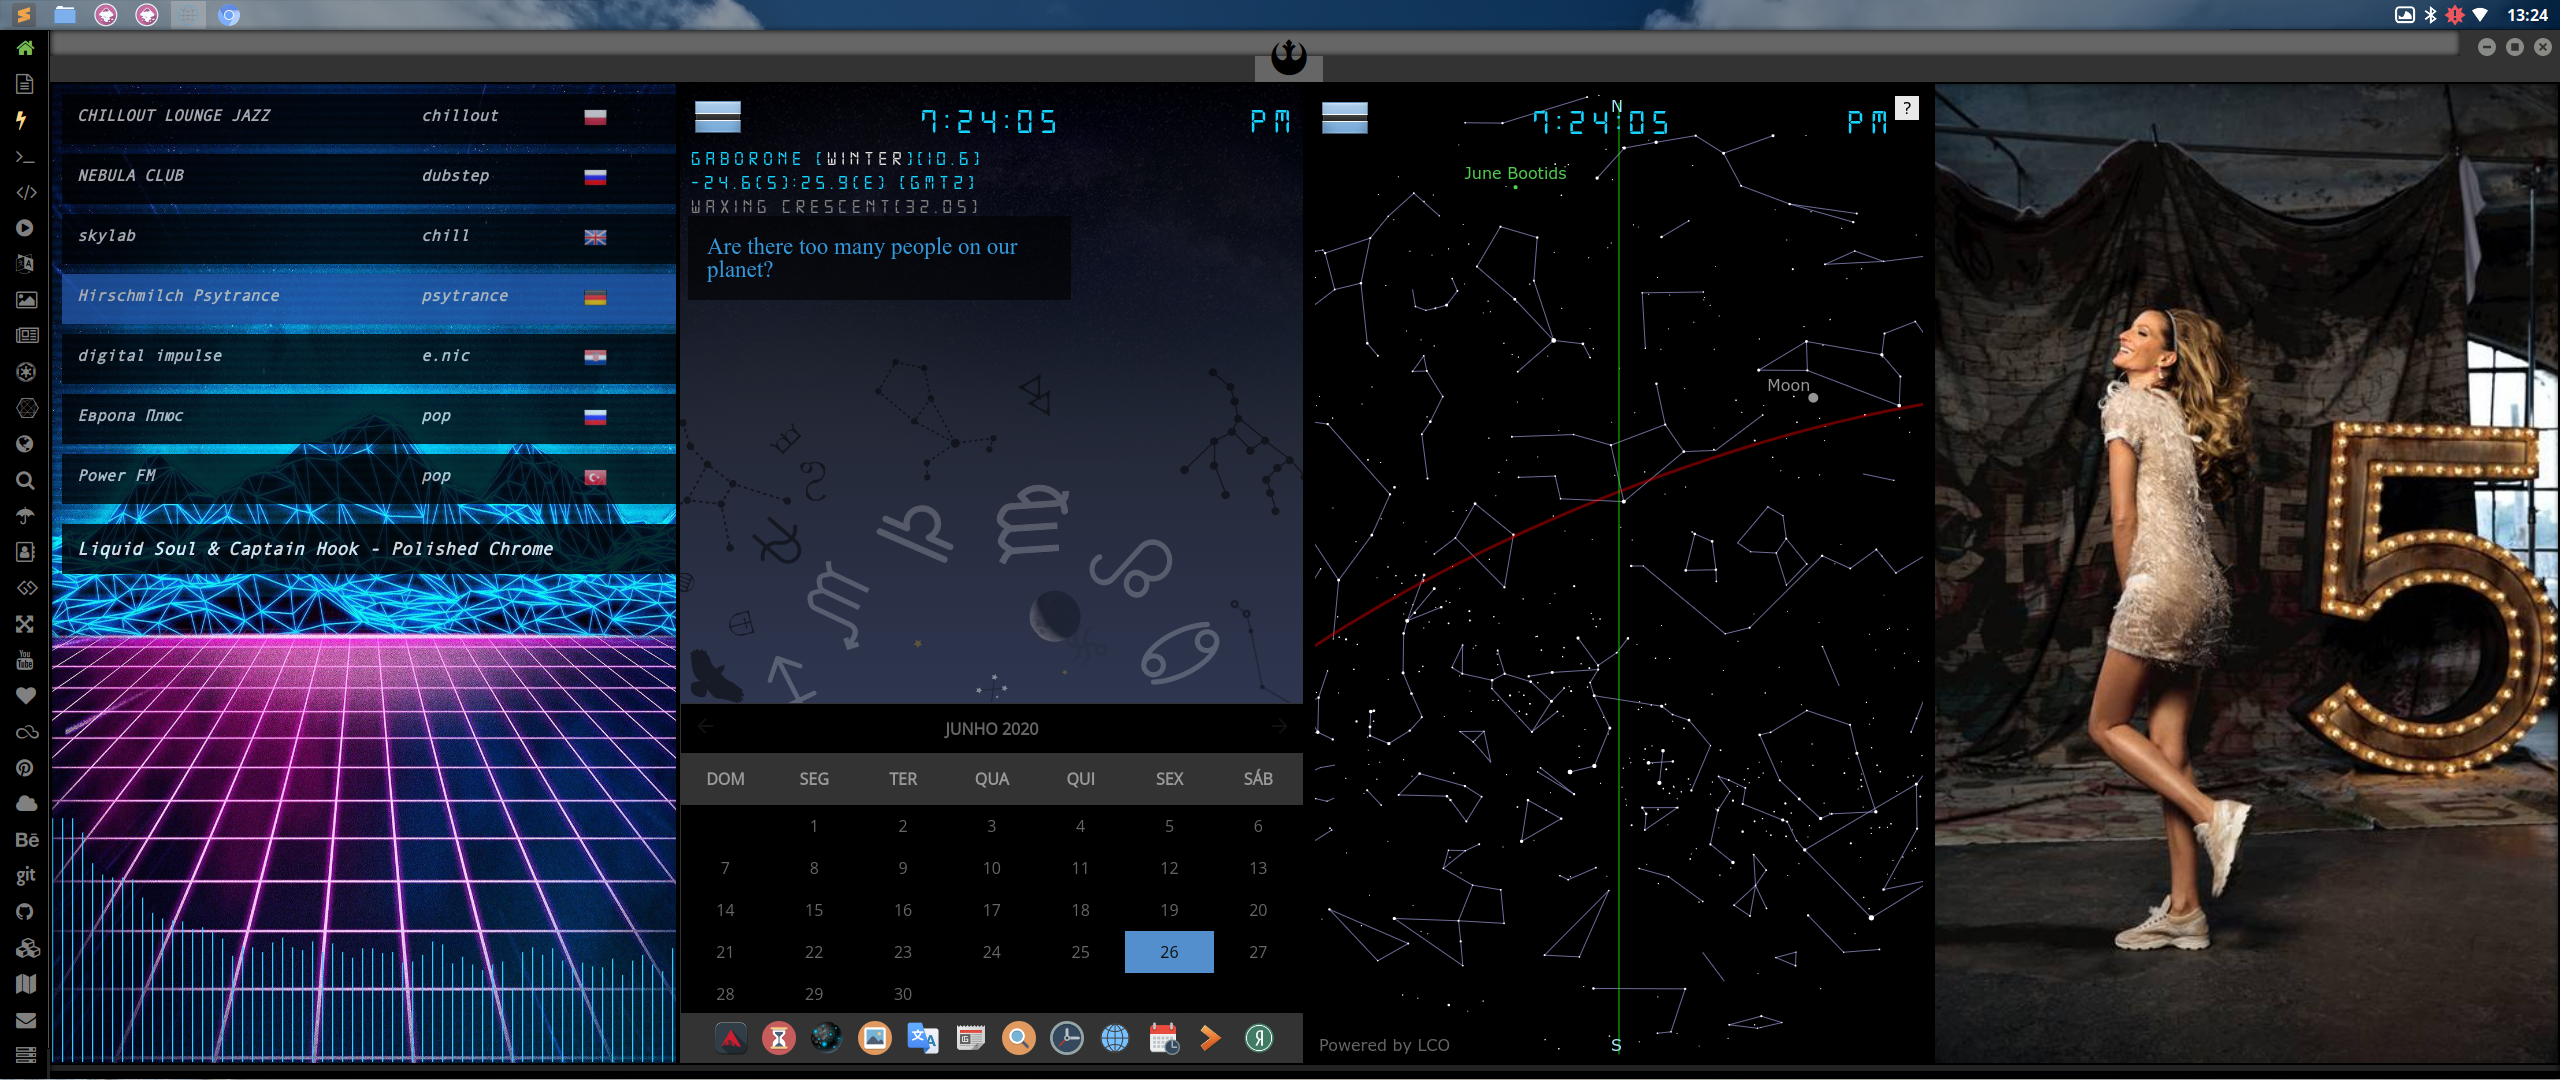 13:24
CHILLOUT LOUNGE JAZZ chillout
NEBULA CLUB dubstep
skylab chill
Hirschmilch Psytrance psytrance
digital impulse e.nic
Европа Плюс pop
Power FM pop
Liquid Soul & Captain Hook - Polished Chrome
You
Tube
Bē
git
7:24:05 PM
GABORONE [WINTER][10.6]
-24.6(S):25.9(E) [GMT2]
WAXING CRESCENT[32.05]
Are there too many people on our
planet?
JUNHO 2020
DOM SEG TER QUA QUI SEX SÁB
1 2 3 4 5 6
7 8 9 10 11 12 13
14 15 16 17 18 19 20
21 22 23 24 25 26 27
28 29 30
N
7:24:05 PM ?
June Bootids
Moon
Powered by LCO S
5